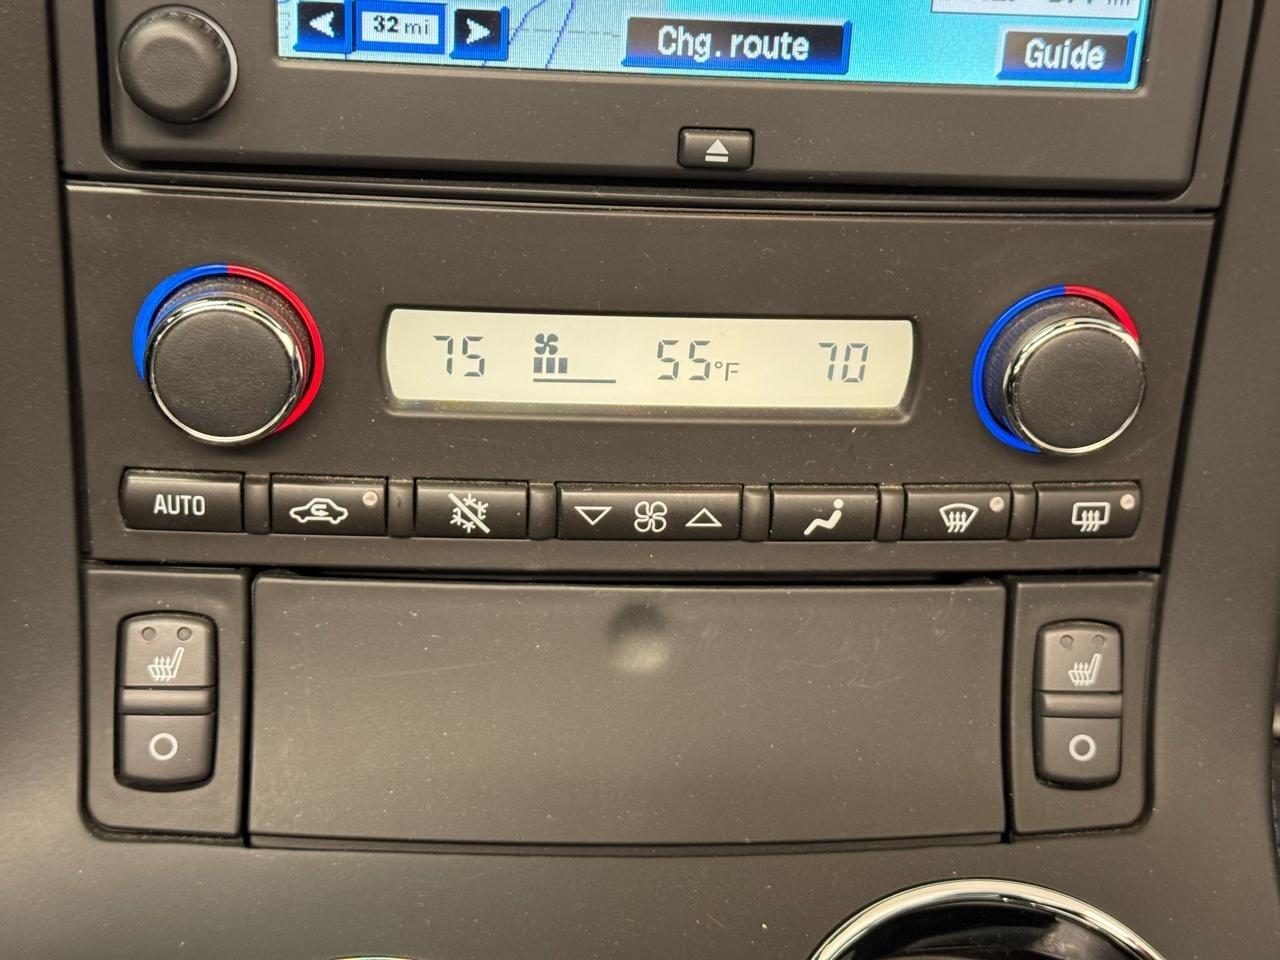 32 mi
Chg. route
Guide
75 55°F 70
AUTO